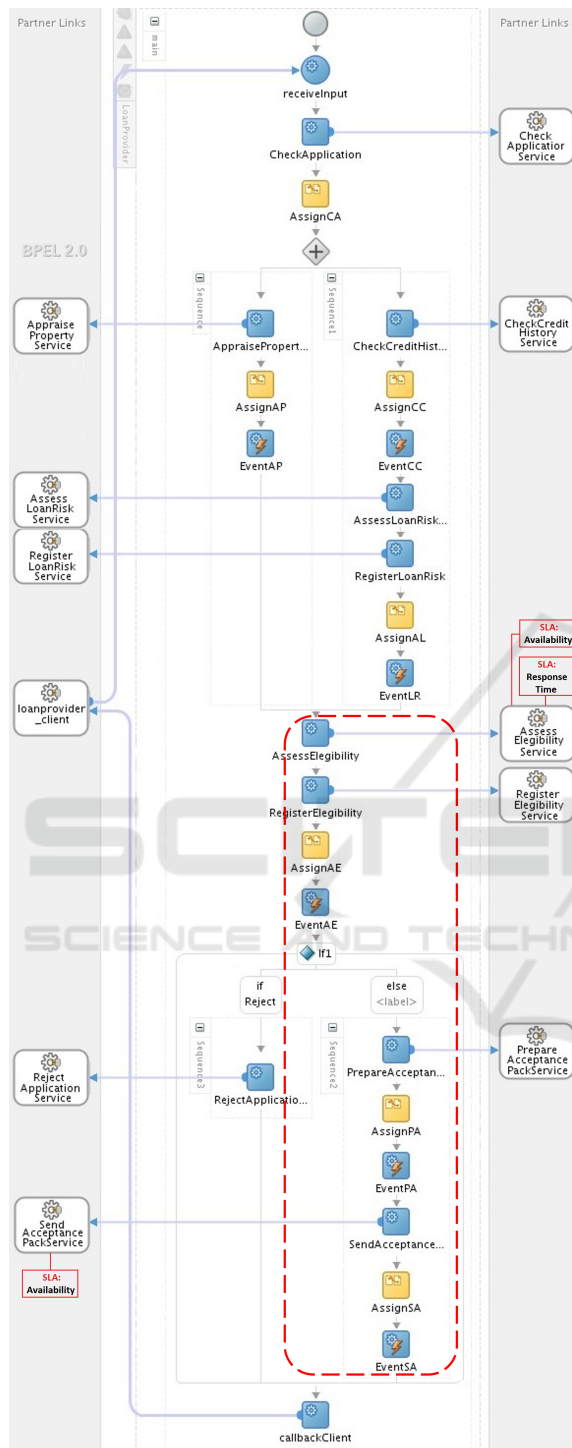 Partner Links
Partner Links
main
LoanProvider
receiveInput
CheckApplication
Check
Applicatior
Service
AssignCA
BPEL 2.0
Sequence
Sequence1
Appraise
Property
Service
AppraisePropert...
CheckCreditHist...
CheckCredit
History
Service
AssignAP
AssignCC
EventAP
EventCC
Assess
LoanRisk
Service
AssessLoanRisk...
Register
LoanRisk
Service
RegisterLoanRisk
AssignAL
EventLR
SLA:
Availability
SLA:
Response
Time
loanprovider
_client
AssessElegibility
Assess
Elegibility
Service
RegisterElegibility
Register
Elegibility
Service
AssignAE
EventAE
SCITE
SCIENCE AND TECHN
If1
if
Reject
else
<label>
Sequence3
Sequence2
Reject
Application
Service
RejectApplicatio...
PrepareAcceptan...
Prepare
Acceptance
PackService
AssignPA
EventPA
Send
Acceptance
PackService
SendAcceptance...
SLA:
Availability
AssignSA
EventSA
callbackClient